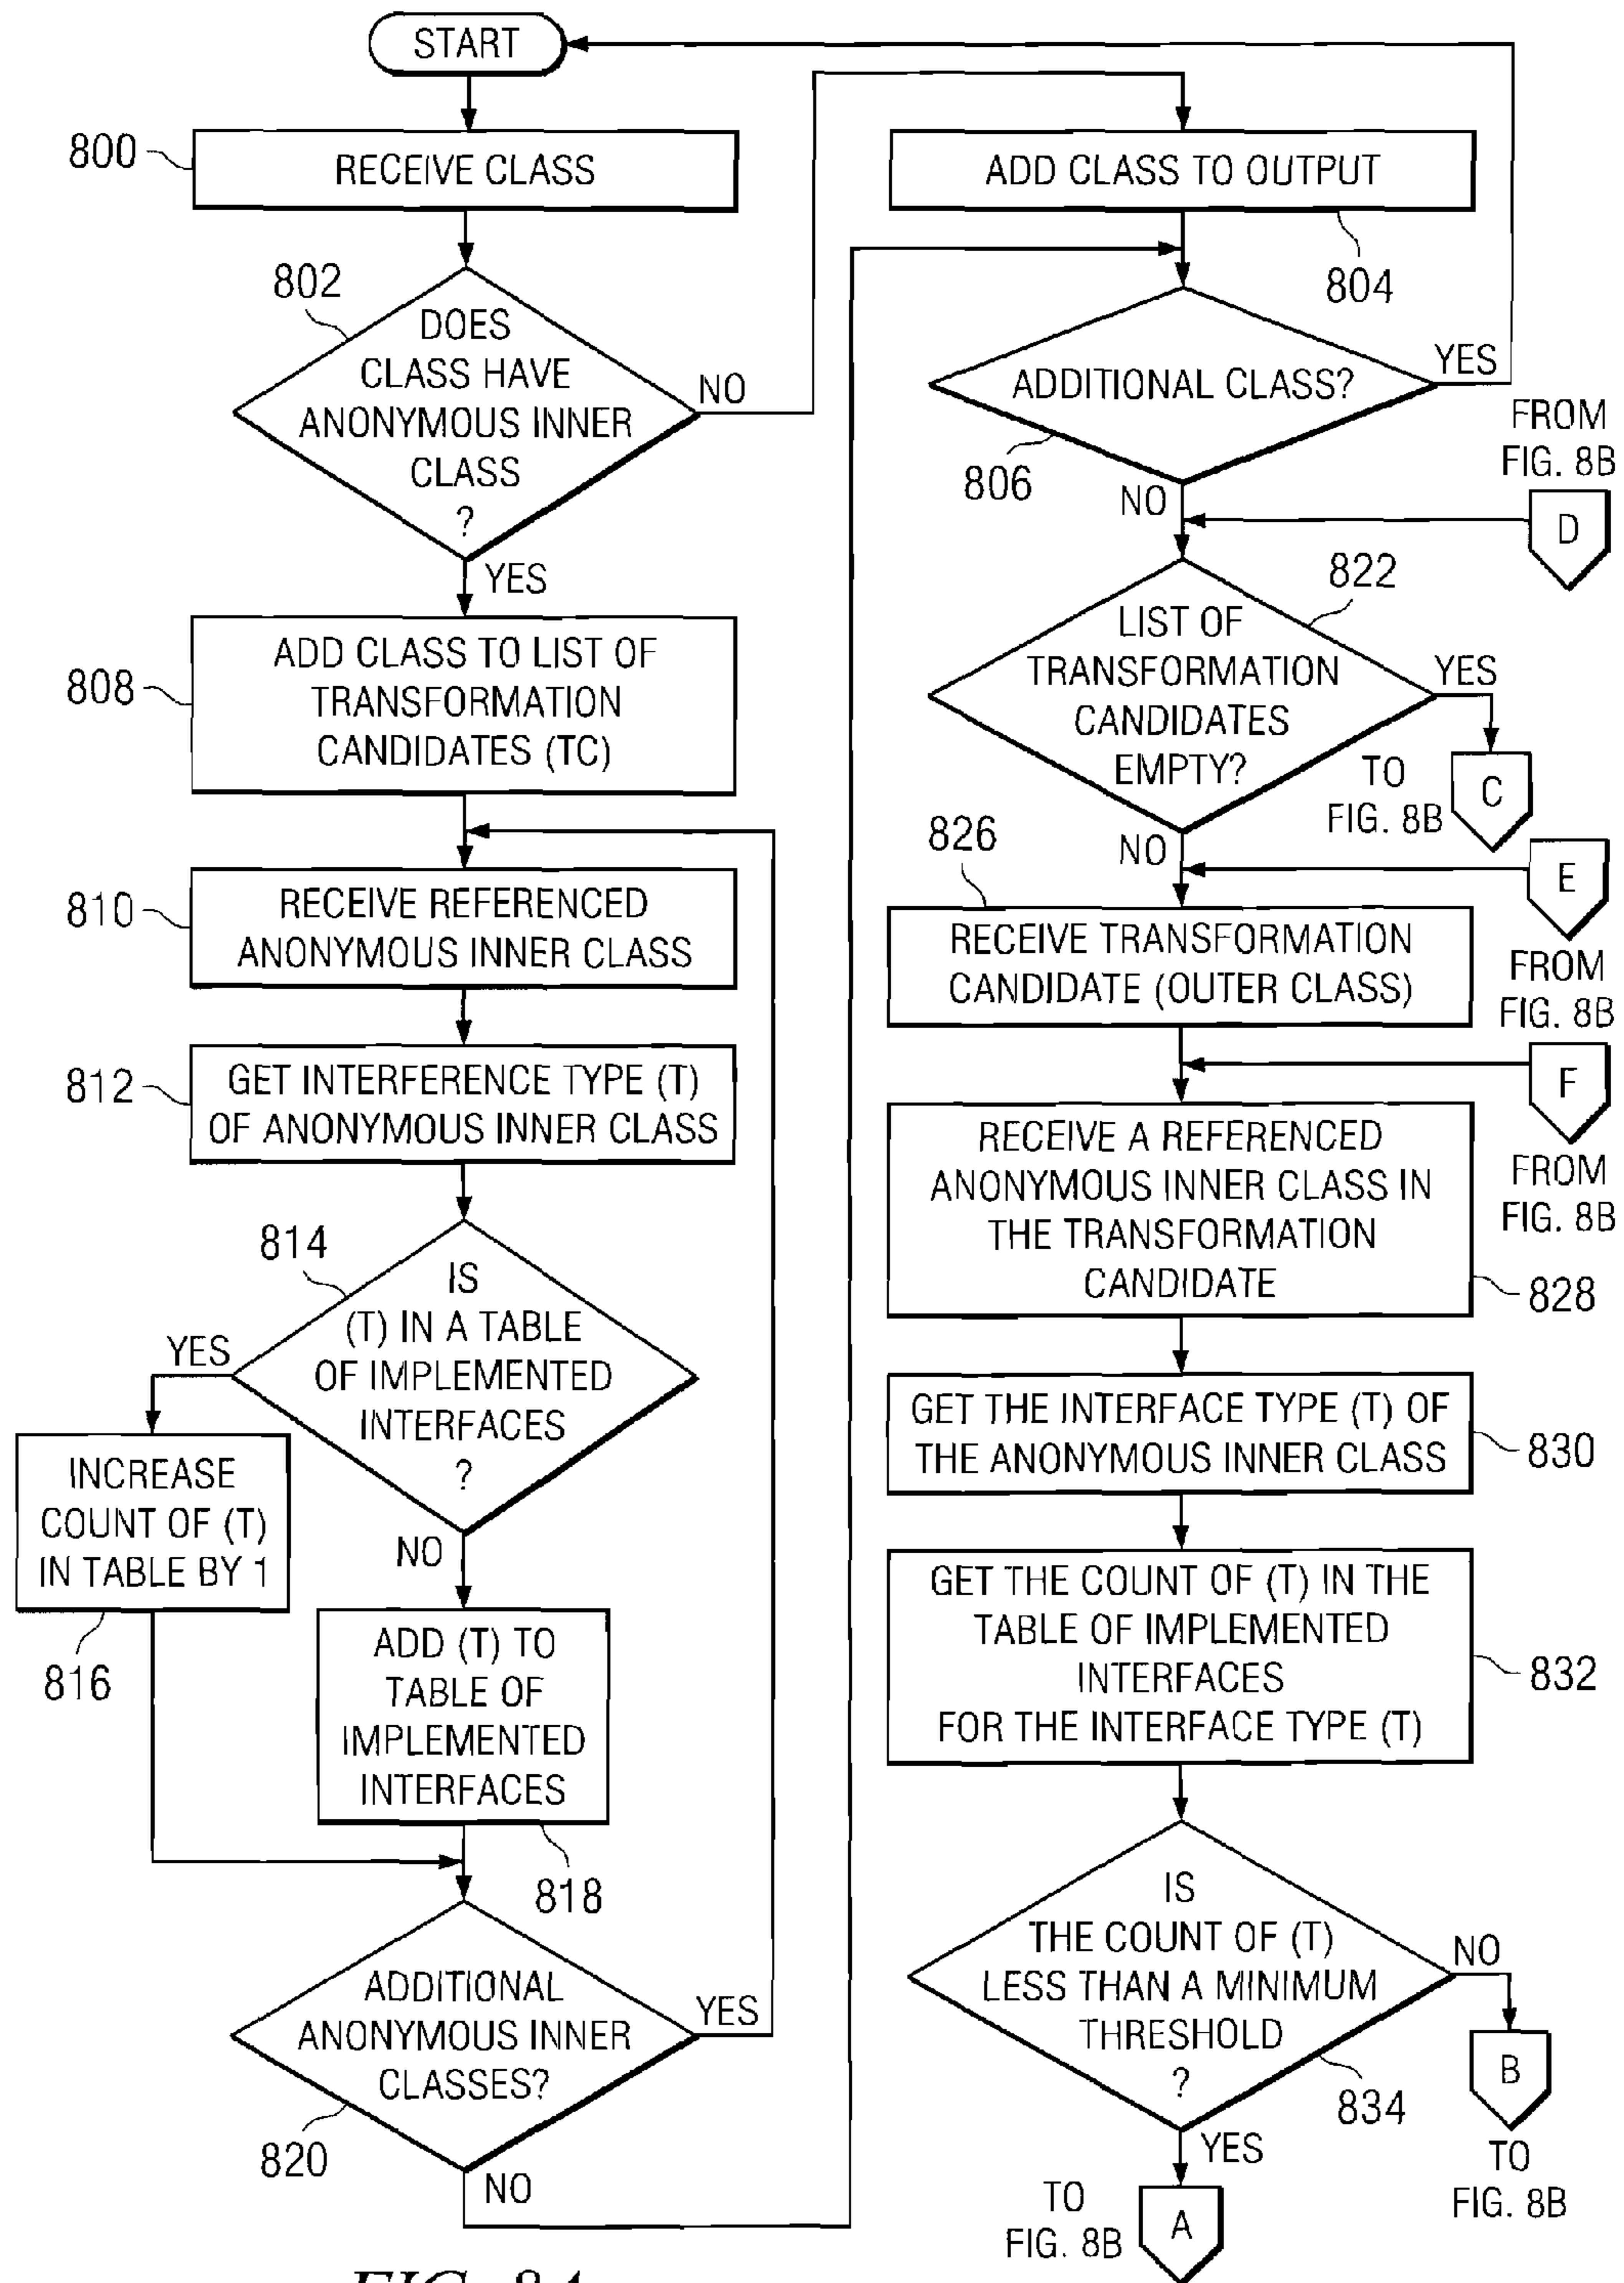 START
800
RECEIVE CLASS
802
DOES
CLASS HAVE
ANONYMOUS INNER
CLASS
?
NO
YES
808
ADD CLASS TO LIST OF
TRANSFORMATION
CANDIDATES (TC)
810
RECEIVE REFERENCED
ANONYMOUS INNER CLASS
812
GET INTERFERENCE TYPE (T)
OF ANONYMOUS INNER CLASS
814
IS
(T) IN A TABLE
OF IMPLEMENTED
INTERFACES
?
YES
INCREASE
COUNT OF (T)
IN TABLE BY 1
816
NO
ADD (T) TO
TABLE OF
IMPLEMENTED
INTERFACES
818
ADDITIONAL
ANONYMOUS INNER
CLASSES?
YES
820
NO
ADD CLASS TO OUTPUT
804
ADDITIONAL CLASS?
YES
806
NO
FROM
FIG. 8B
D
822
LIST OF
TRANSFORMATION
CANDIDATES
EMPTY?
YES
TO
FIG. 8B
C
NO
826
E
FROM
FIG. 8B
RECEIVE TRANSFORMATION
CANDIDATE (OUTER CLASS)
F
FROM
FIG. 8B
RECEIVE A REFERENCED
ANONYMOUS INNER CLASS IN
THE TRANSFORMATION
CANDIDATE
828
GET THE INTERFACE TYPE (T) OF
THE ANONYMOUS INNER CLASS
830
GET THE COUNT OF (T) IN THE
TABLE OF IMPLEMENTED
INTERFACES
FOR THE INTERFACE TYPE (T)
832
IS
THE COUNT OF (T)
LESS THAN A MINIMUM
THRESHOLD
?
834
NO
B
TO
FIG. 8B
YES
TO
FIG. 8B
A
FIG. 8A